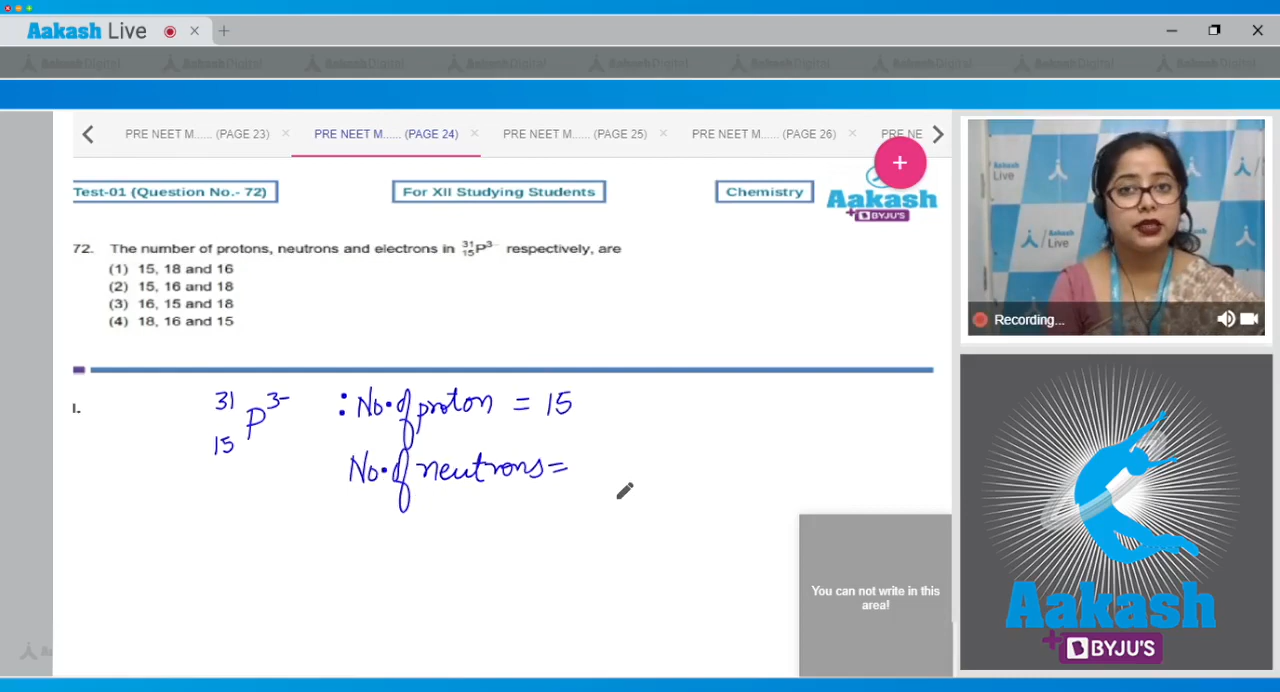 Aakash Live
PRE NEET M...... (PAGE 23)
PRE NEET M...... (PAGE 24)
PRE NEET M...... (PAGE 25)
PRE NEET M...... (PAGE 26)
PRE NE
Test-01 (Question No.- 72)
For XII Studying Students
Chemistry
Aakash
+ BYJU'S
72. The number of protons, neutrons and electrons in ³¹₁₅P³⁻ respectively, are
(1) 15, 18 and 16
(2) 15, 16 and 18
(3) 16, 15 and 18
(4) 18, 16 and 15
I.
³¹₁₅P³⁻ : No. of proton = 15
No. of neutrons =
You can not write in this
area!
Aakash Live
Recording...
Aakash
+ BYJU'S